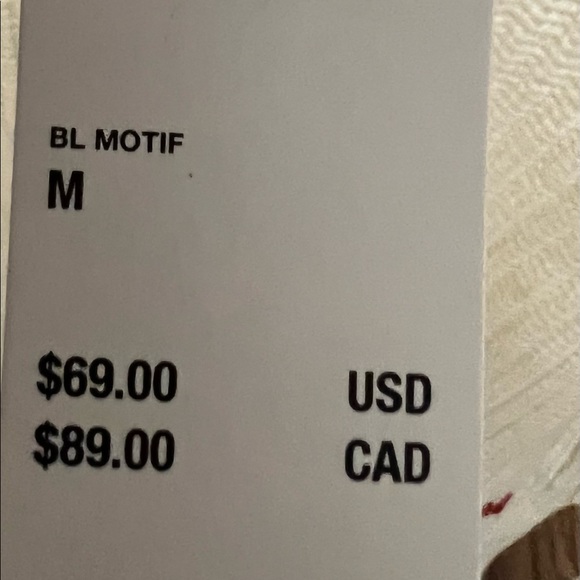 BL MOTIF
M
$69.00 USD
$89.00 CAD